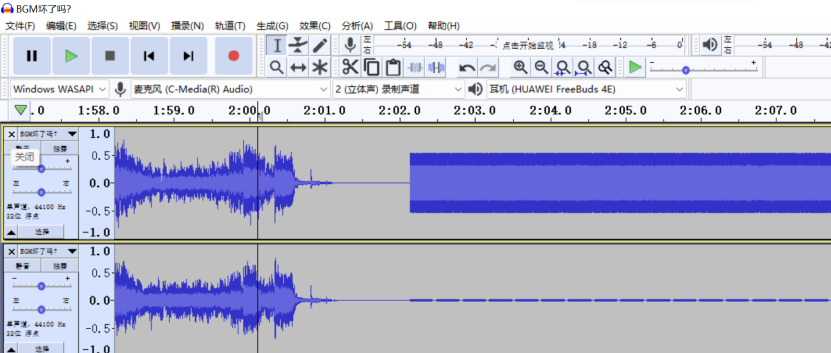 BGM坏了吗?
文件(F) 编辑(E) 选择(S) 视图(V) 播录(N) 轨道(T) 生成(G) 效果(C) 分析(A) 工具(O) 帮助(H)
左 右 -54 -48 -42 点击开始监视 -18 -12 -6 0 左 右 -54 -48
Windows WASAPI 麦克风 (C-Media(R) Audio) 2 (立体声) 录制声道 耳机 (HUAWEI FreeBuds 4E)
.0 1:58.0 1:59.0 2:00.0 2:01.0 2:02.0 2:03.0 2:04.0 2:05.0 2:06.0 2:07.0
BGM坏了吗? 1.0
静音 独奏
关闭 0.5
- +
左 右 0.0
单声道, 44100 Hz -0.5
32位 浮点
选择 -1.0
BGM坏了吗? 1.0
静音 独奏
- + 0.5
左 右 0.0
单声道, 44100 Hz -0.5
32位 浮点
选择 -1.0